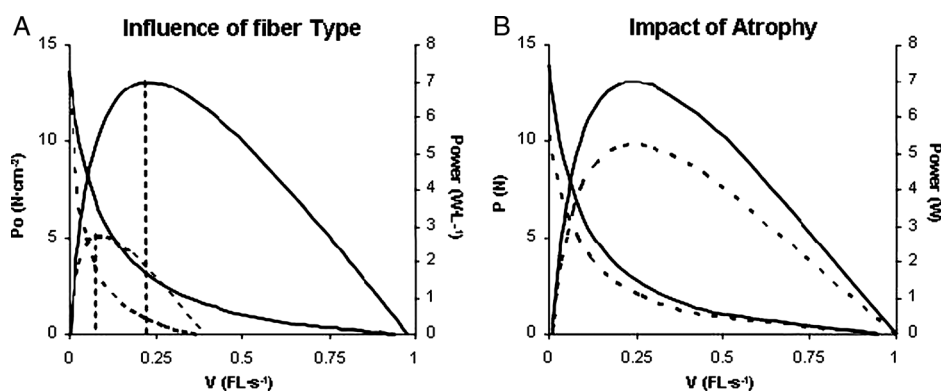 A
Influence of fiber Type
15
10
5
0
Po (N·cm⁻²)
8
7
6
5
4
3
2
1
0
Power (W·L⁻¹)
0 0.25 0.5 0.75 1
V (FL·s⁻¹)
B
Impact of Atrophy
15
10
5
0
P (N)
8
7
6
5
4
3
2
1
0
Power (W)
0 0.25 0.5 0.75 1
V (FL·s⁻¹)